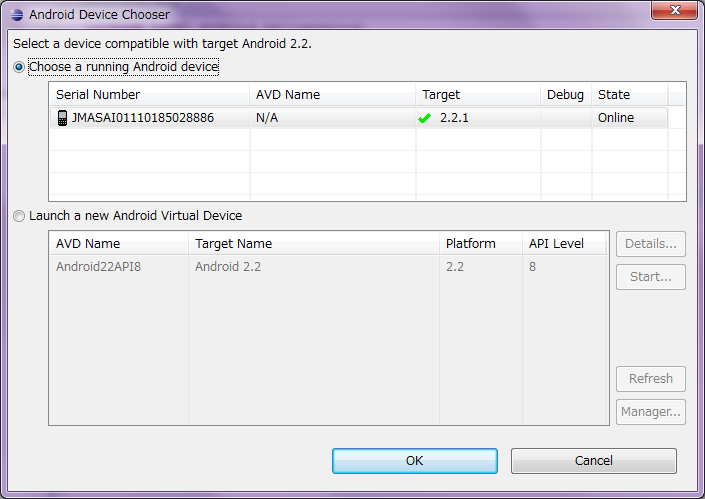 Android Device Chooser
Select a device compatible with target Android 2.2.
Choose a running Android device
Serial Number AVD Name Target Debug State
JMASAI01110185028886 N/A 2.2.1 Online
Launch a new Android Virtual Device
AVD Name Target Name Platform API Level
Android22API8 Android 2.2 2.2 8
Details...
Start...
Refresh
Manager...
OK Cancel